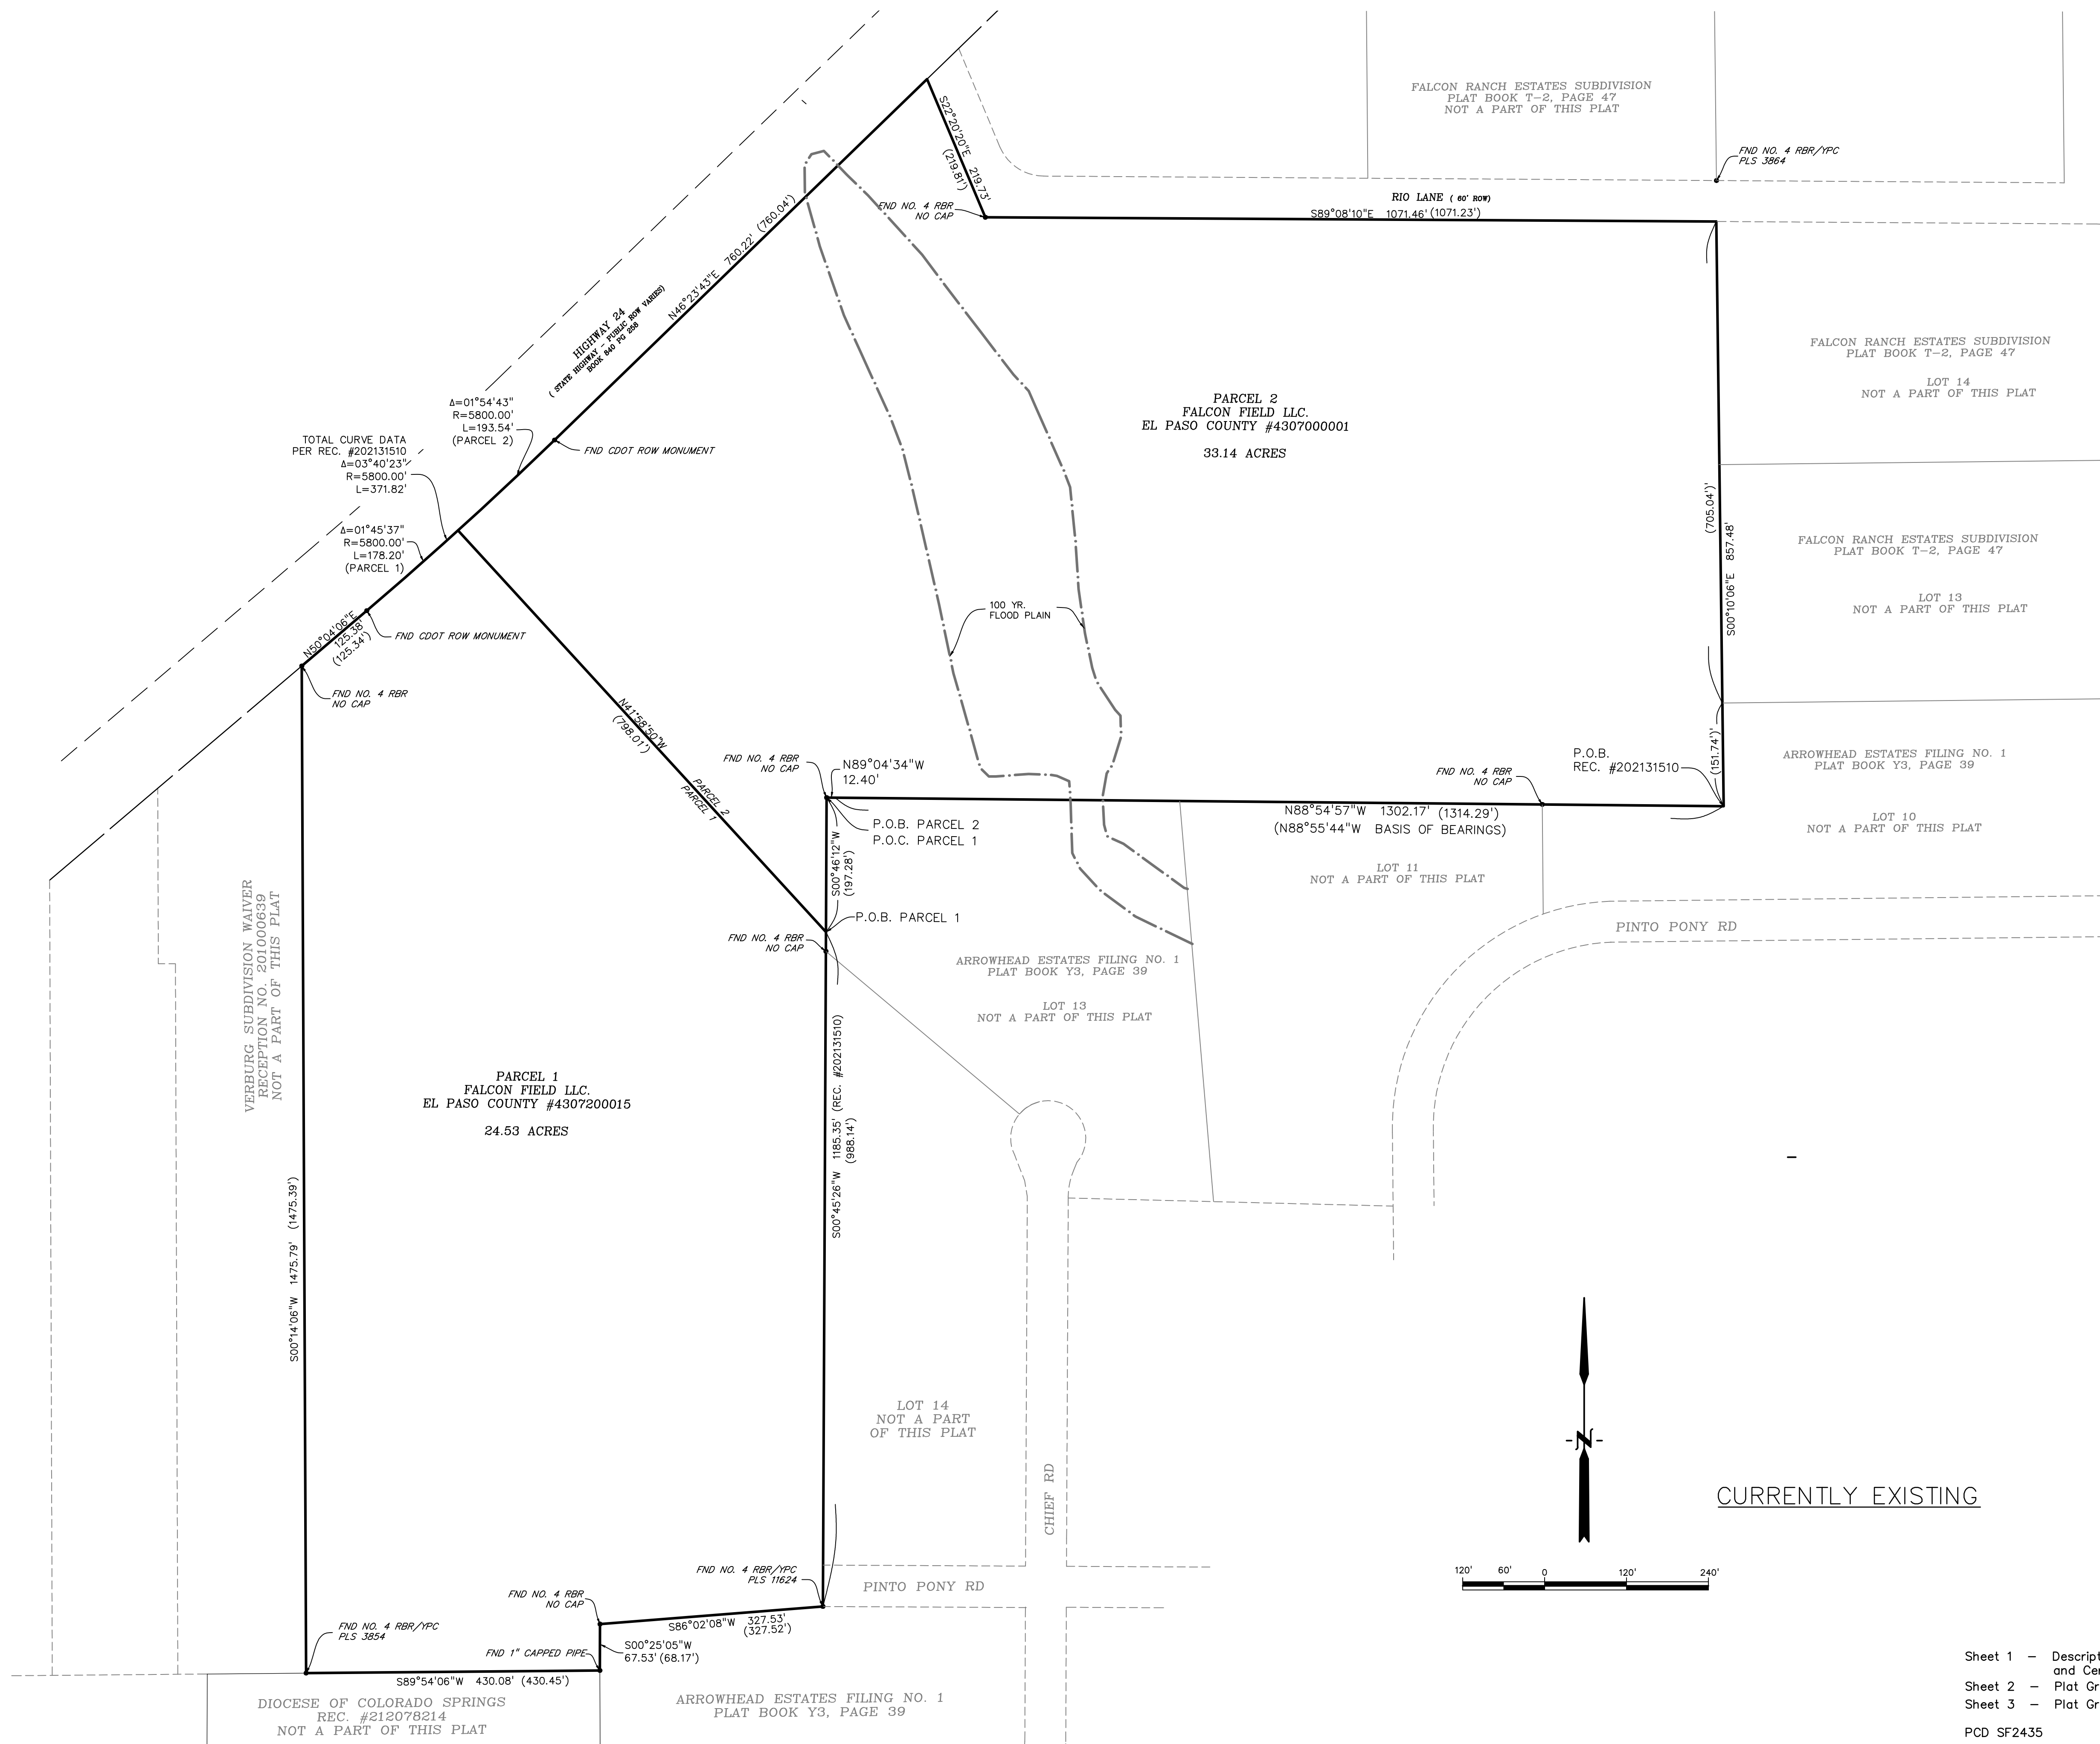 FALCON RANCH ESTATES SUBDIVISION
PLAT BOOK T-2, PAGE 47
NOT A PART OF THIS PLAT
FND NO. 4 RBR/YPC
PLS 3864
S22°20'20"E 219.73'
(219.81')
FND NO. 4 RBR
NO CAP
RIO LANE ( 60' ROW)
S89°08'10"E 1071.46' (1071.23')
N46°23'43"E 760.22' (760.04')
HIGHWAY 24
( STATE HIGHWAY - PUBLIC ROW VARIES)
BOOK 840 PG 258
Δ=01°54'43"
R=5800.00'
L=193.54'
(PARCEL 2)
FND CDOT ROW MONUMENT
TOTAL CURVE DATA
PER REC. #202131510
Δ=03°40'23"
R=5800.00'
L=371.82'
Δ=01°45'37"
R=5800.00'
L=178.20'
(PARCEL 1)
N50°04'06"E
125.38'
(125.34')
FND CDOT ROW MONUMENT
FND NO. 4 RBR
NO CAP
PARCEL 2
FALCON FIELD LLC.
EL PASO COUNTY #4307000001
33.14 ACRES
FALCON RANCH ESTATES SUBDIVISION
PLAT BOOK T-2, PAGE 47
LOT 14
NOT A PART OF THIS PLAT
(705.04')'
S00°10'06"E 857.48'
FALCON RANCH ESTATES SUBDIVISION
PLAT BOOK T-2, PAGE 47
LOT 13
NOT A PART OF THIS PLAT
100 YR.
FLOOD PLAIN
N41°58'50"W
(798.01')
PARCEL 2
PARCEL 1
FND NO. 4 RBR
NO CAP
N89°04'34"W
12.40'
P.O.B. PARCEL 2
P.O.C. PARCEL 1
S00°46'12"W
(197.28')
P.O.B. PARCEL 1
FND NO. 4 RBR
NO CAP
P.O.B.
REC. #202131510
(151.74')'
FND NO. 4 RBR
NO CAP
N88°54'57"W 1302.17' (1314.29')
(N88°55'44"W BASIS OF BEARINGS)
ARROWHEAD ESTATES FILING NO. 1
PLAT BOOK Y3, PAGE 39
LOT 10
NOT A PART OF THIS PLAT
LOT 11
NOT A PART OF THIS PLAT
PINTO PONY RD
ARROWHEAD ESTATES FILING NO. 1
PLAT BOOK Y3, PAGE 39
LOT 13
NOT A PART OF THIS PLAT
VERBURG SUBDIVISION WAIVER
RECEPTION NO. 201000639
NOT A PART OF THIS PLAT
PARCEL 1
FALCON FIELD LLC.
EL PASO COUNTY #4307200015
24.53 ACRES
S00°45'26"W 1185.35' (REC. #202131510)
(988.14')
S00°14'06"W 1475.79' (1475.39')
LOT 14
NOT A PART
OF THIS PLAT
CHIEF RD
N
CURRENTLY EXISTING
120' 60' 0 120' 240'
FND NO. 4 RBR/YPC
PLS 11624
PINTO PONY RD
FND NO. 4 RBR
NO CAP
S86°02'08"W 327.53'
(327.52')
FND NO. 4 RBR/YPC
PLS 3854
FND 1" CAPPED PIPE
S00°25'05"W
67.53' (68.17')
S89°54'06"W 430.08' (430.45')
DIOCESE OF COLORADO SPRINGS
REC. #212078214
NOT A PART OF THIS PLAT
ARROWHEAD ESTATES FILING NO. 1
PLAT BOOK Y3, PAGE 39
Sheet 1 - Descript
and Cer
Sheet 2 - Plat Gr
Sheet 3 - Plat Gr
PCD SF2435